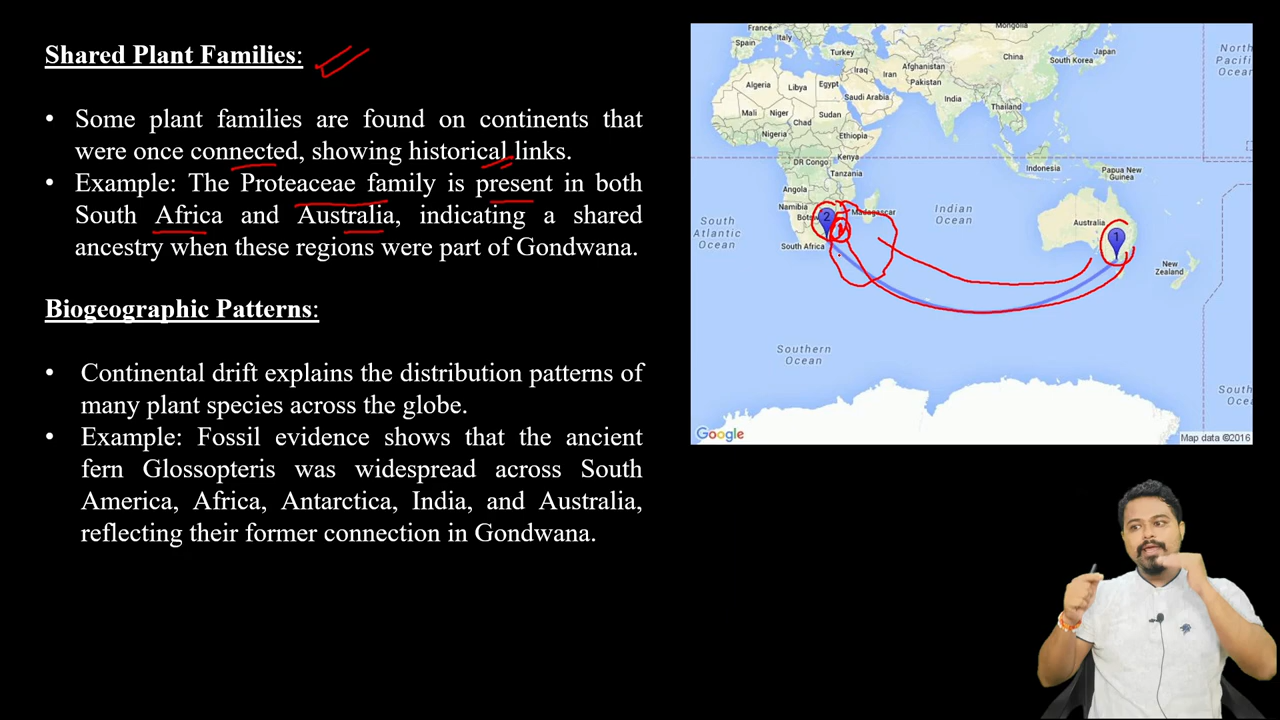 Shared Plant Families:
• Some plant families are found on continents that
were once connected, showing historical links.
• Example: The Proteaceae family is present in both
South Africa and Australia, indicating a shared
ancestry when these regions were part of Gondwana.
Biogeographic Patterns:
• Continental drift explains the distribution patterns of
many plant species across the globe.
• Example: Fossil evidence shows that the ancient
fern Glossopteris was widespread across South
America, Africa, Antarctica, India, and Australia,
reflecting their former connection in Gondwana.
France
Mongolia
Spain
Italy
Turkey
Japan
China
South Korea
North
Pacific
Ocean
Iraq
Iran
Afghanistan
Pakistan
Algeria
Libya
Egypt
Saudi Arabia
India
Thailand
Mali
Niger
Chad
Sudan
Nigeria
Ethiopia
DR Congo
Kenya
Tanzania
Indonesia
Papua New
Guinea
Angola
Namibia
Madagascar
2
South
Atlantic
Ocean
Indian
Ocean
Australia
1
South Africa
New
Zealand
Southern
Ocean
South
Google
Map data ©2016